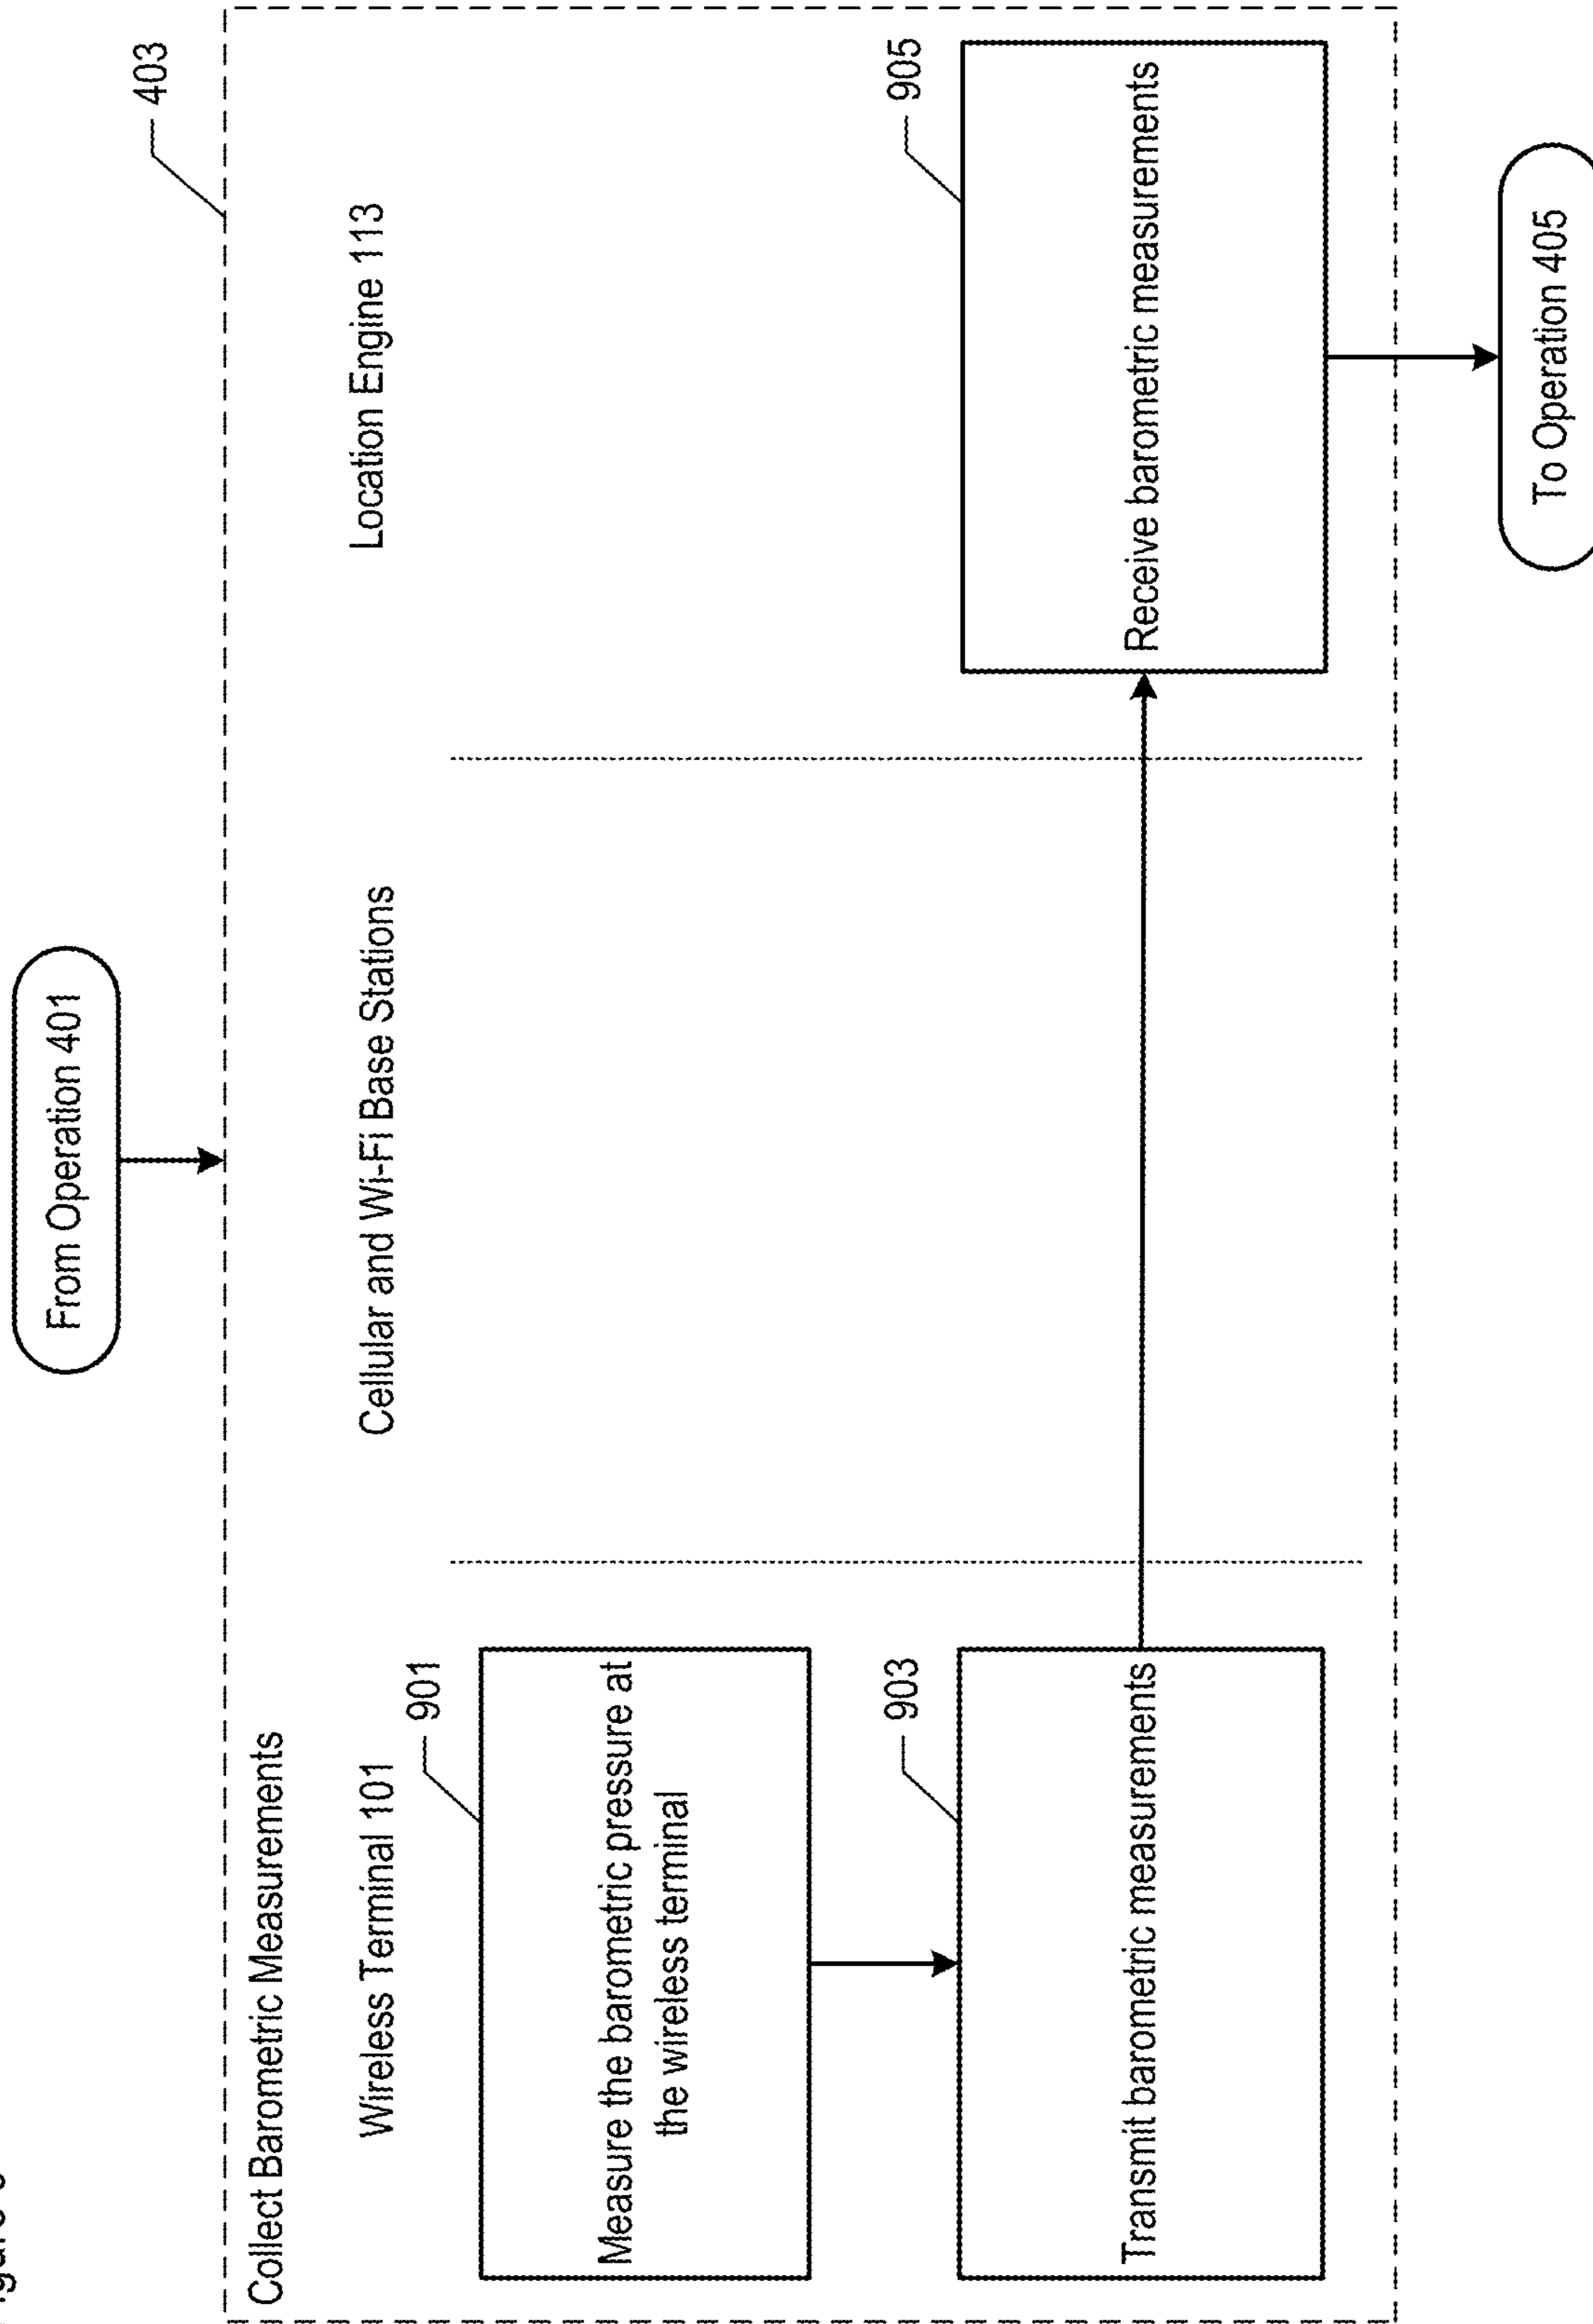 From Operation 401
403
Collect Barometric Measurements
Wireless Terminal 101
Cellular and Wi-Fi Base Stations
Location Engine 113
901
Measure the barometric pressure at
the wireless terminal
903
Transmit barometric measurements
905
Receive barometric measurements
To Operation 405